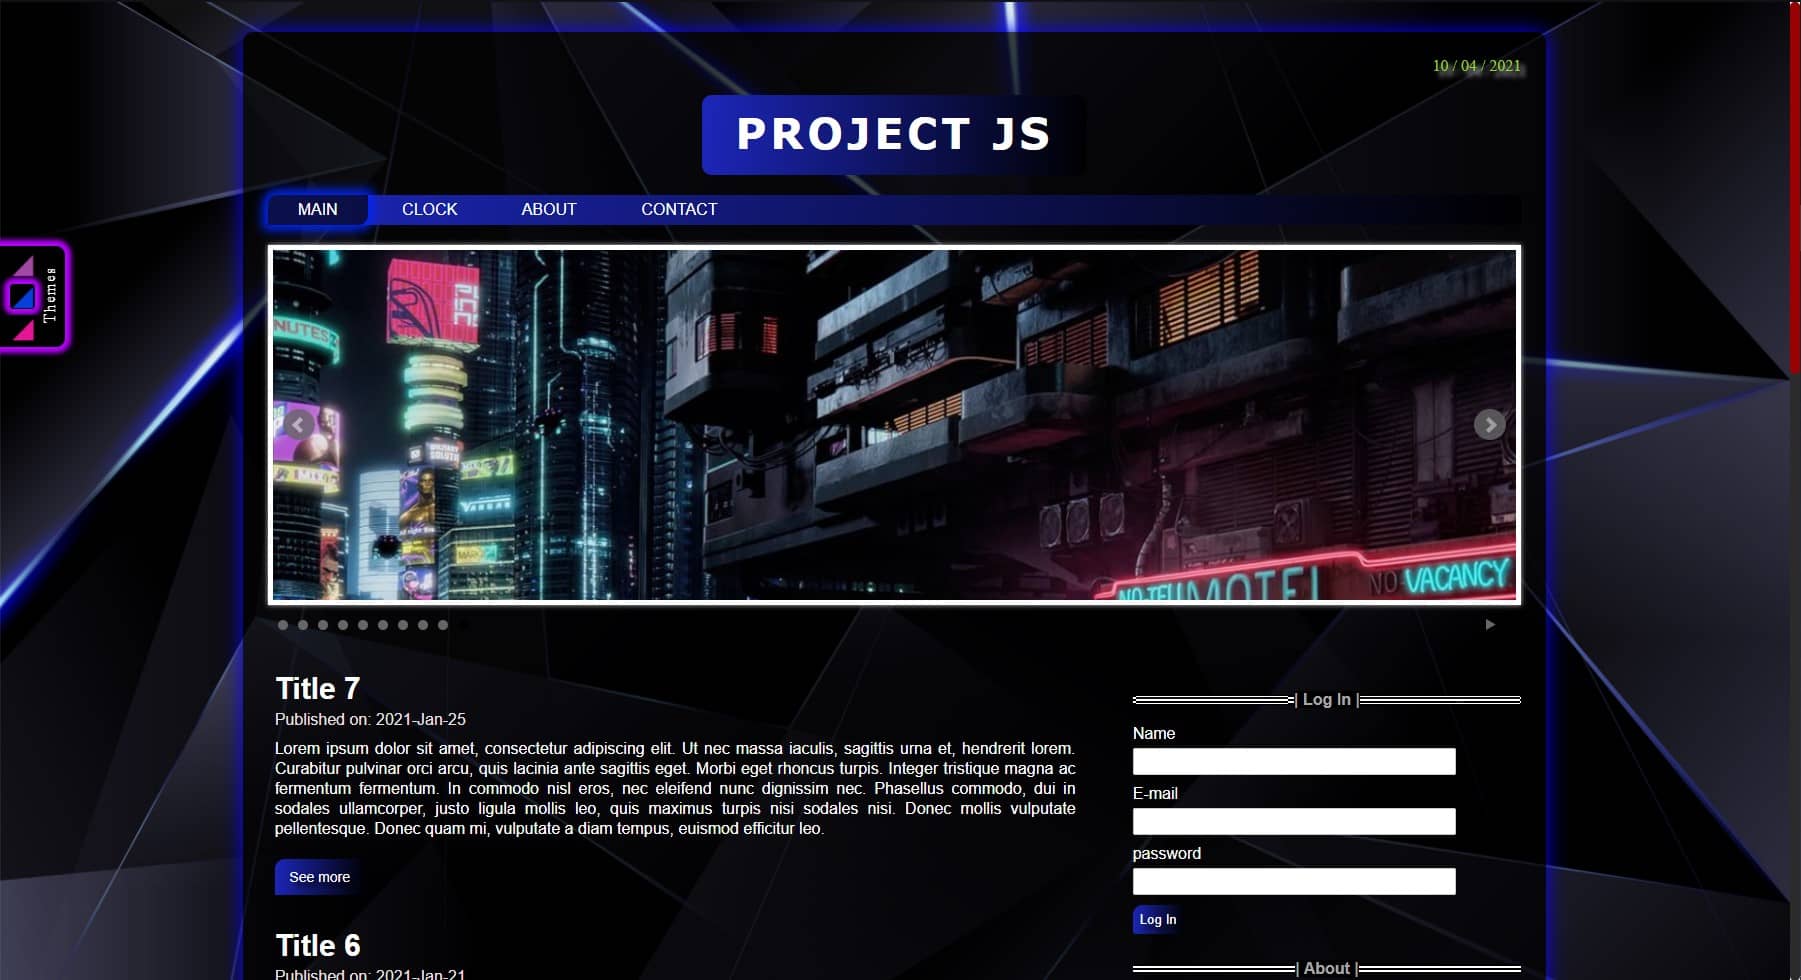 10 / 04 / 2021
PROJECT JS
MAIN CLOCK ABOUT CONTACT
Themes
NUTES
VARGAS
NO-TELL MOTEL NO VACANCY
Title 7
Published on: 2021-Jan-25
Lorem ipsum dolor sit amet, consectetur adipiscing elit. Ut nec massa iaculis, sagittis urna et, hendrerit lorem.
Curabitur pulvinar orci arcu, quis lacinia ante sagittis eget. Morbi eget rhoncus turpis. Integer tristique magna ac
fermentum fermentum. In commodo nisl eros, nec eleifend nunc dignissim nec. Phasellus commodo, dui in
sodales ullamcorper, justo ligula mollis leo, quis maximus turpis nisi sodales nisi. Donec mollis vulputate
pellentesque. Donec quam mi, vulputate a diam tempus, euismod efficitur leo.
See more
Title 6
Published on: 2021-Jan-21
| Log In |
Name
E-mail
password
Log In
| About |